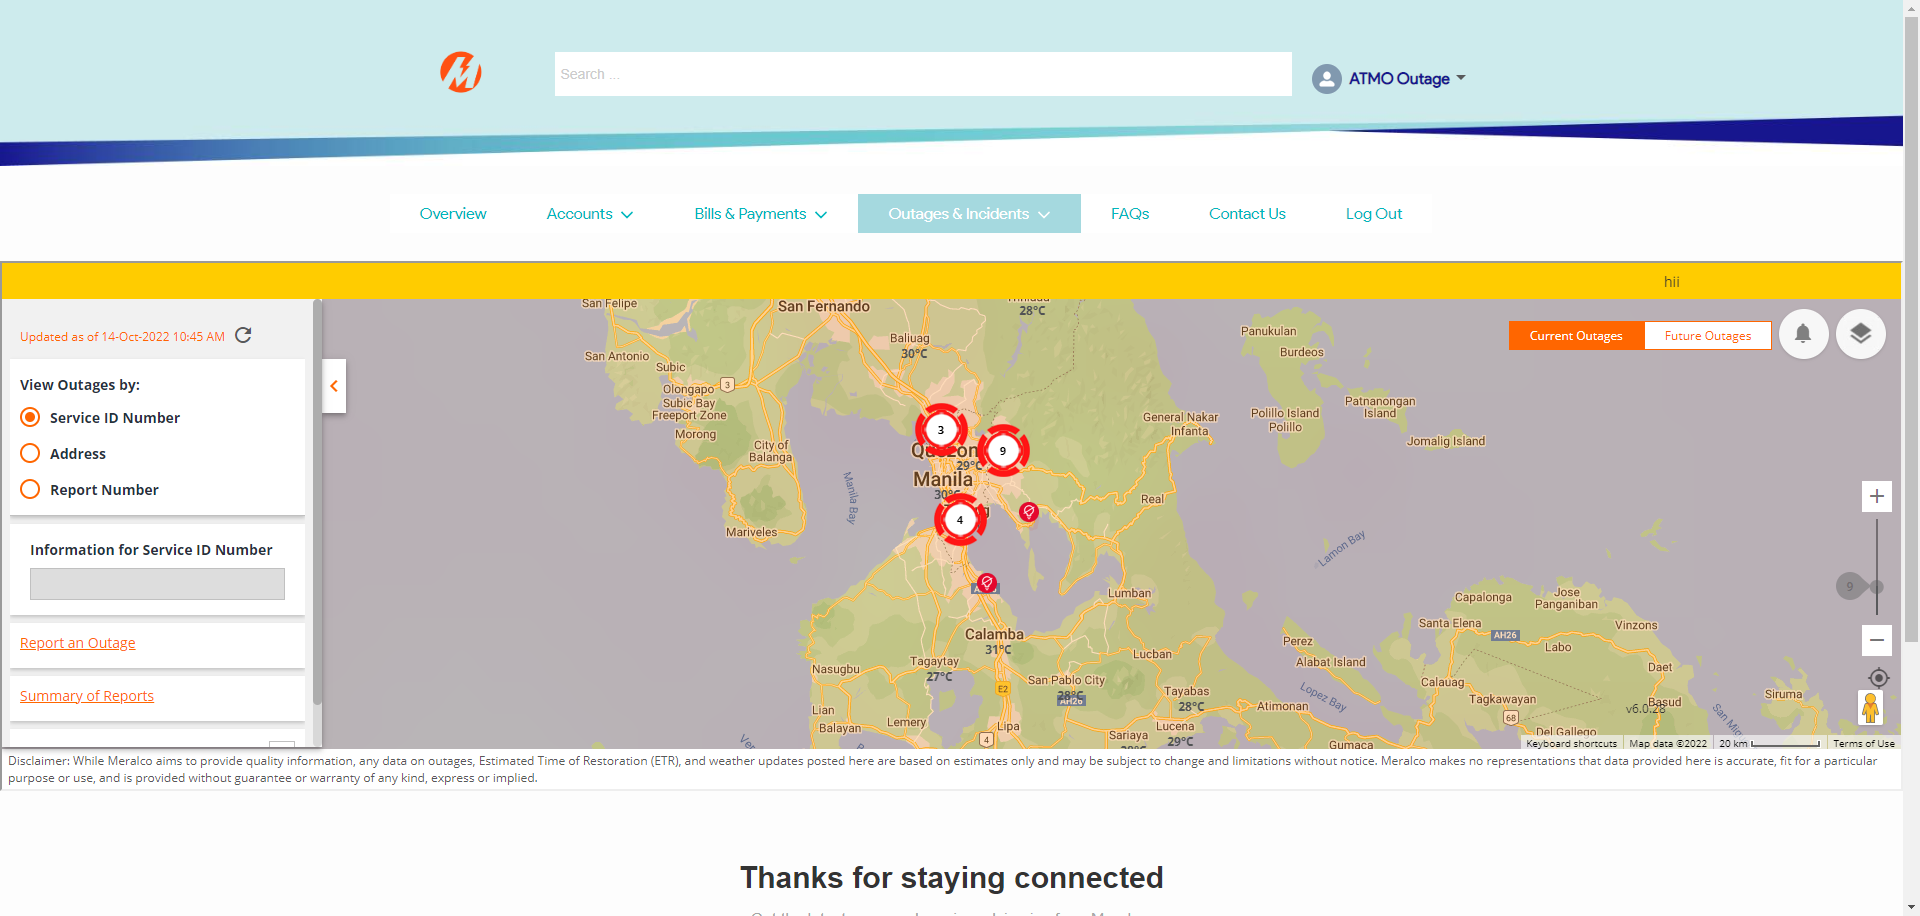 Search ...
ATMO Outage
Overview
Accounts
Bills & Payments
Outages & Incidents
FAQs
Contact Us
Log Out
hii
Updated as of 14-Oct-2022 10:45 AM
View Outages by:
Service ID Number
Address
Report Number
Information for Service ID Number
Report an Outage
Summary of Reports
Current Outages
Future Outages
San Felipe
San Fernando
28°C
Panukulan
Baliuag
30°C
Burdeos
San Antonio
Subic
Olongapo
3
Subic Bay
Freeport Zone
Morong
City of
Balanga
3
9
29°C
Manila
30°C
4
General Nakar
Infanta
Polillo Island
Polillo
Patnanongan
Island
Jomalig Island
Manila Bay
Real
Mariveles
Lamon Bay
9
Lumban
Capalonga
Jose
Panganiban
Santa Elena
AH26
Vinzons
Calamba
31°C
Perez
Labo
Lucban
Alabat Island
Daet
Nasugbu
Tagaytay
27°C
E2
San Pablo City
28°C
AH26
Tayabas
28°C
Calauag
Lopez Bay
Tagkawayan
68
Basud
v6.0.28
Siruma
Atimonan
Lian
Balayan
Lemery
4
Lipa
Sariaya
Lucena
29°C
Gumaca
Del Gallego
Keyboard shortcuts
Map data ©2022
20 km
Terms of Use
Disclaimer: While Meralco aims to provide quality information, any data on outages, Estimated Time of Restoration (ETR), and weather updates posted here are based on estimates only and may be subject to change and limitations without notice. Meralco makes no representations that data provided here is accurate, fit for a particular
purpose or use, and is provided without guarantee or warranty of any kind, express or implied.
Thanks for staying connected